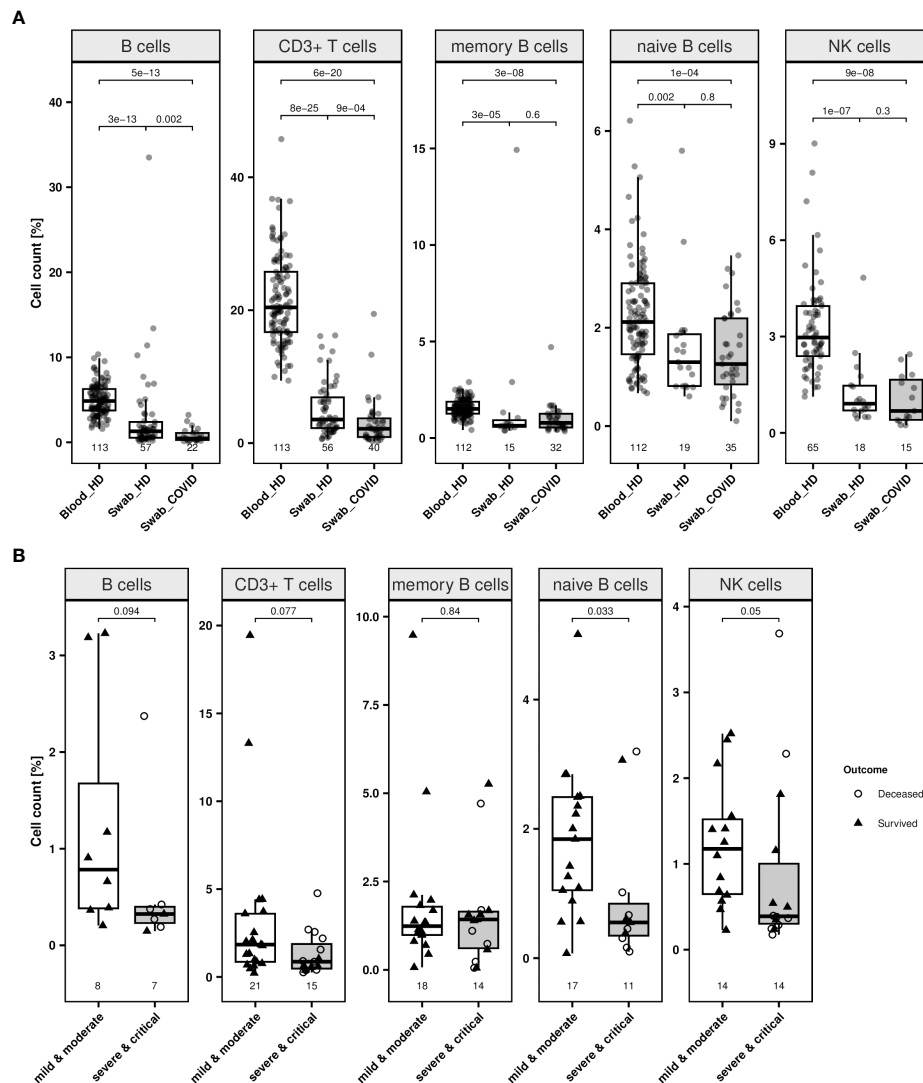 A
B cells
CD3+ T cells
memory B cells
naive B cells
NK cells
5e−13
6e−20
3e−08
1e−04
9e−08
3e−13
0.002
8e−25
9e−04
3e−05
0.6
0.002
0.8
1e−07
0.3
Cell count [%]
40
30
20
10
0
40
20
0
15
10
5
0
6
4
2
0
9
6
3
0
113
57
22
113
56
40
112
15
32
112
19
35
65
18
15
Blood_HD
Swab_HD
Swab_COVID
Blood_HD
Swab_HD
Swab_COVID
Blood_HD
Swab_HD
Swab_COVID
Blood_HD
Swab_HD
Swab_COVID
Blood_HD
Swab_HD
Swab_COVID
B
B cells
CD3+ T cells
memory B cells
naive B cells
NK cells
0.094
0.077
0.84
0.033
0.05
Cell count [%]
3
2
1
0
20
15
10
5
0
10.0
7.5
5.0
2.5
0.0
4
2
0
4
3
2
1
0
8
7
21
15
18
14
17
11
14
14
mild & moderate
severe & critical
mild & moderate
severe & critical
mild & moderate
severe & critical
mild & moderate
severe & critical
mild & moderate
severe & critical
Outcome
Deceased
Survived